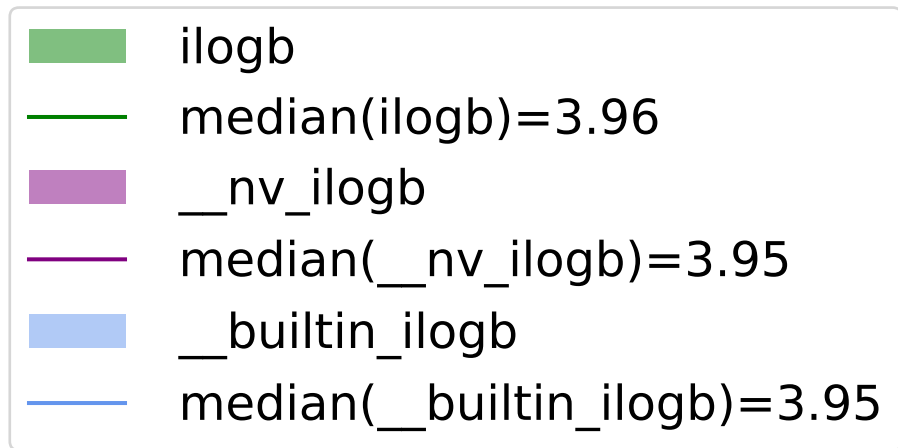 ilogb
median(ilogb)=3.96
__nv_ilogb
median(__nv_ilogb)=3.95
__builtin_ilogb
median(__builtin_ilogb)=3.95